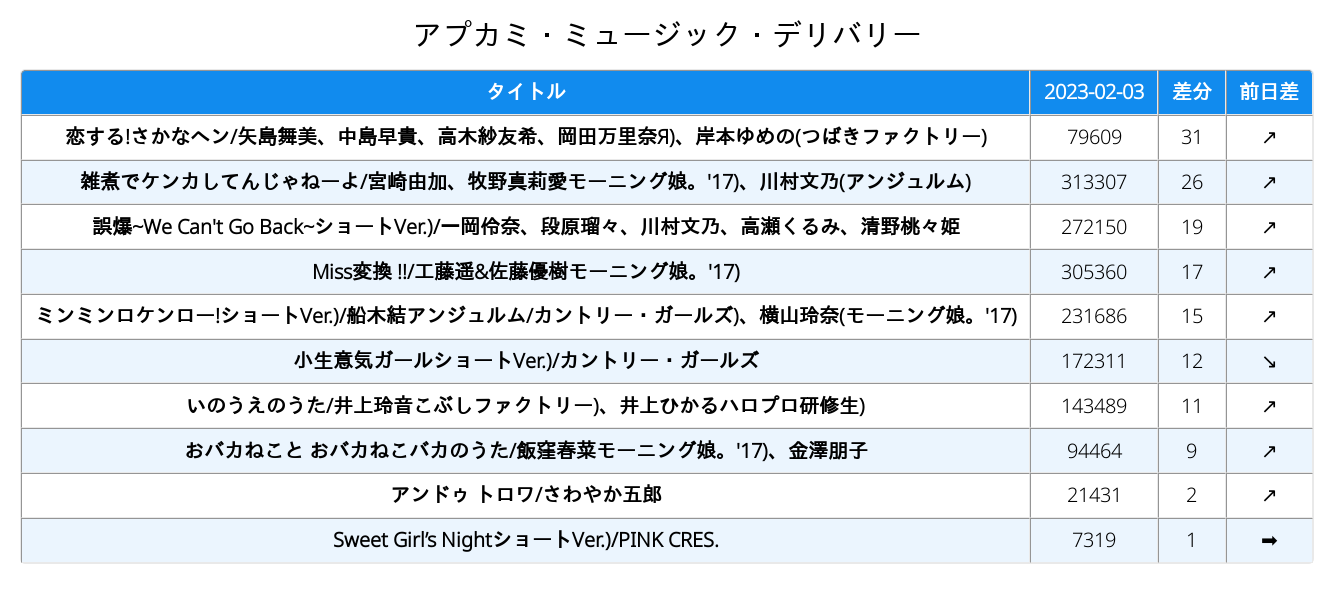 アプカミ・ミュージック・デリバリー
タイトル 2023-02-03 差分 前日差
恋する!さかなヘン/矢島舞美、中島早貴、高木紗友希、岡田万里奈Я)、岸本ゆめの(つばきファクトリー) 79609 31 ↗
雑煮でケンカしてんじゃねーよ/宮崎由加、牧野真莉愛モーニング娘。'17)、川村文乃(アンジュルム) 313307 26 ↗
誤爆~We Can't Go Back~ショートVer.)/一岡伶奈、段原瑠々、川村文乃、高瀬くるみ、清野桃々姫 272150 19 ↗
Miss変換 !!/工藤遥&佐藤優樹モーニング娘。'17) 305360 17 ↗
ミンミンロケンロー!ショートVer.)/船木結アンジュルム/カントリー・ガールズ)、横山玲奈(モーニング娘。'17) 231686 15 ↗
小生意気ガールショートVer.)/カントリー・ガールズ 172311 12 ↘
いのうえのうた/井上玲音こぶしファクトリー)、井上ひかるハロプロ研修生) 143489 11 ↗
おバカねこと おバカねこバカのうた/飯窪春菜モーニング娘。'17)、金澤朋子 94464 9 ↗
アンドゥ トロワ/さわやか五郎 21431 2 ↗
Sweet Girl’s NightショートVer.)/PINK CRES. 7319 1 ➡